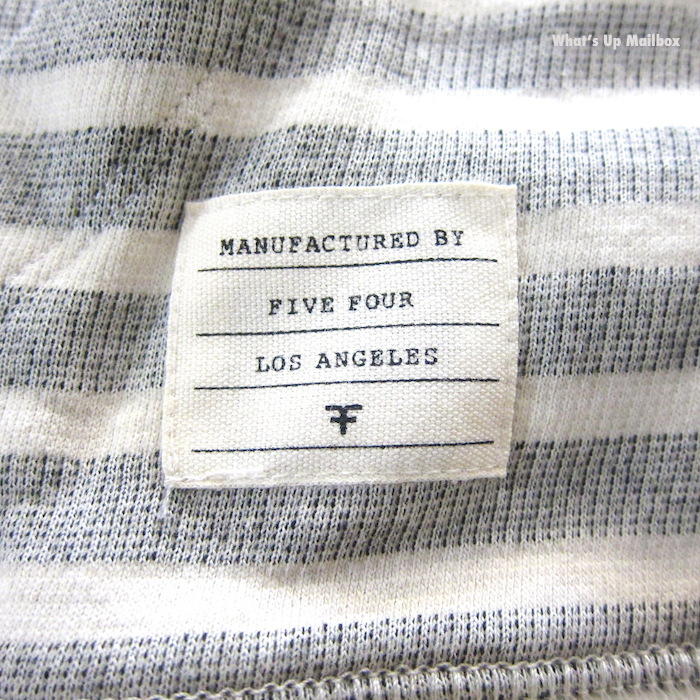 What's Up Mailbox
MANUFACTURED BY
FIVE FOUR
LOS ANGELES